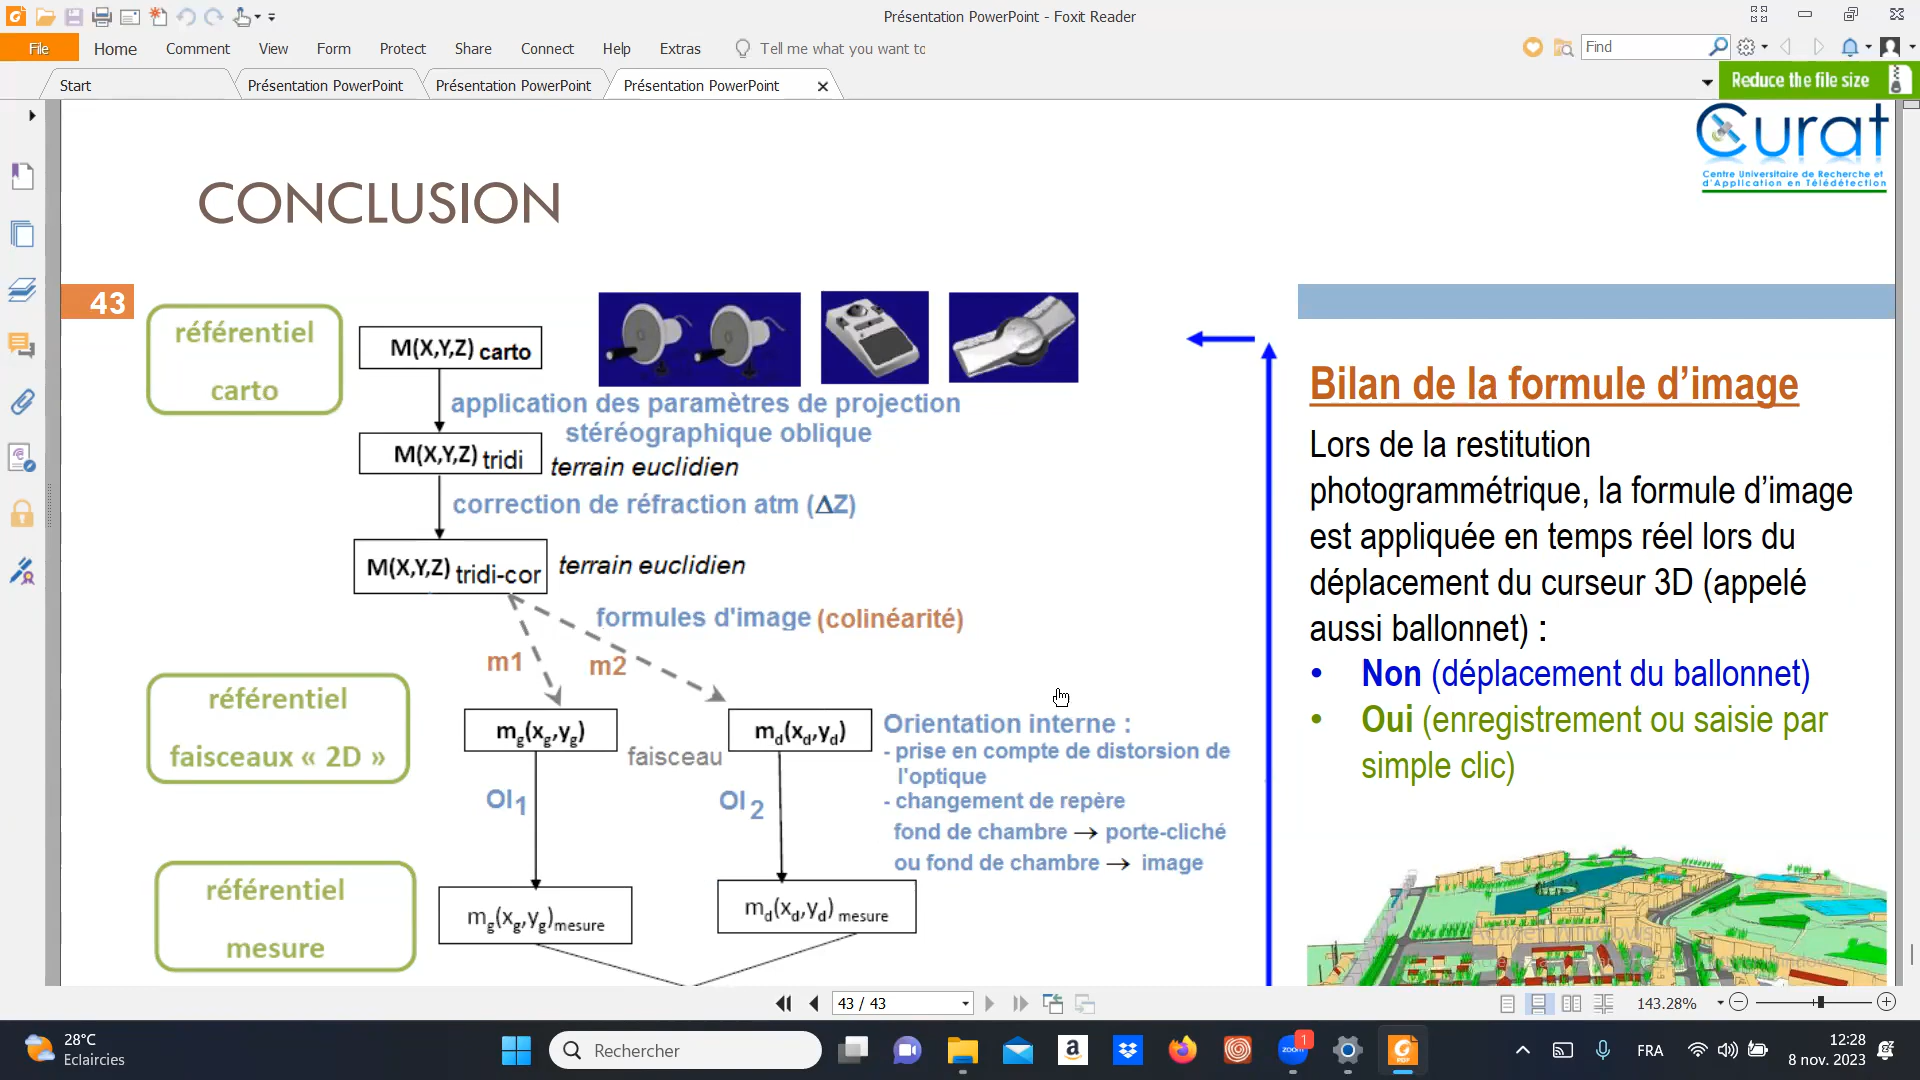 Présentation PowerPoint - Foxit Reader
File Home Comment View Form Protect Share Connect Help Extras Tell me what you want to Find
Start Présentation PowerPoint Présentation PowerPoint Présentation PowerPoint
Reduce the file size
Curat
Centre Universitaire de Recherche et
d'Application en Télédétection
CONCLUSION
43
référentiel
carto
M(X,Y,Z) carto
application des paramètres de projection
stéréographique oblique
M(X,Y,Z) tridi
terrain euclidien
correction de réfraction atm (ΔZ)
M(X,Y,Z) tridi-cor
terrain euclidien
formules d'image (colinéarité)
m1
m2
référentiel
faisceaux « 2D »
mg(xg,yg)
faisceau
md(xd,yd)
OI1
OI2
Orientation interne :
- prise en compte de distorsion de
l'optique
- changement de repère
fond de chambre → porte-cliché
ou fond de chambre → image
référentiel
mesure
mg(xg,yg)mesure
md(xd,yd) mesure
Bilan de la formule d’image
Lors de la restitution
photogrammétrique, la formule d’image
est appliquée en temps réel lors du
déplacement du curseur 3D (appelé
aussi ballonnet) :
• Non (déplacement du ballonnet)
• Oui (enregistrement ou saisie par
simple clic)
43 / 43
143.28%
28°C
Eclaircies
Rechercher
zoom
1
FRA
12:28
8 nov. 2023